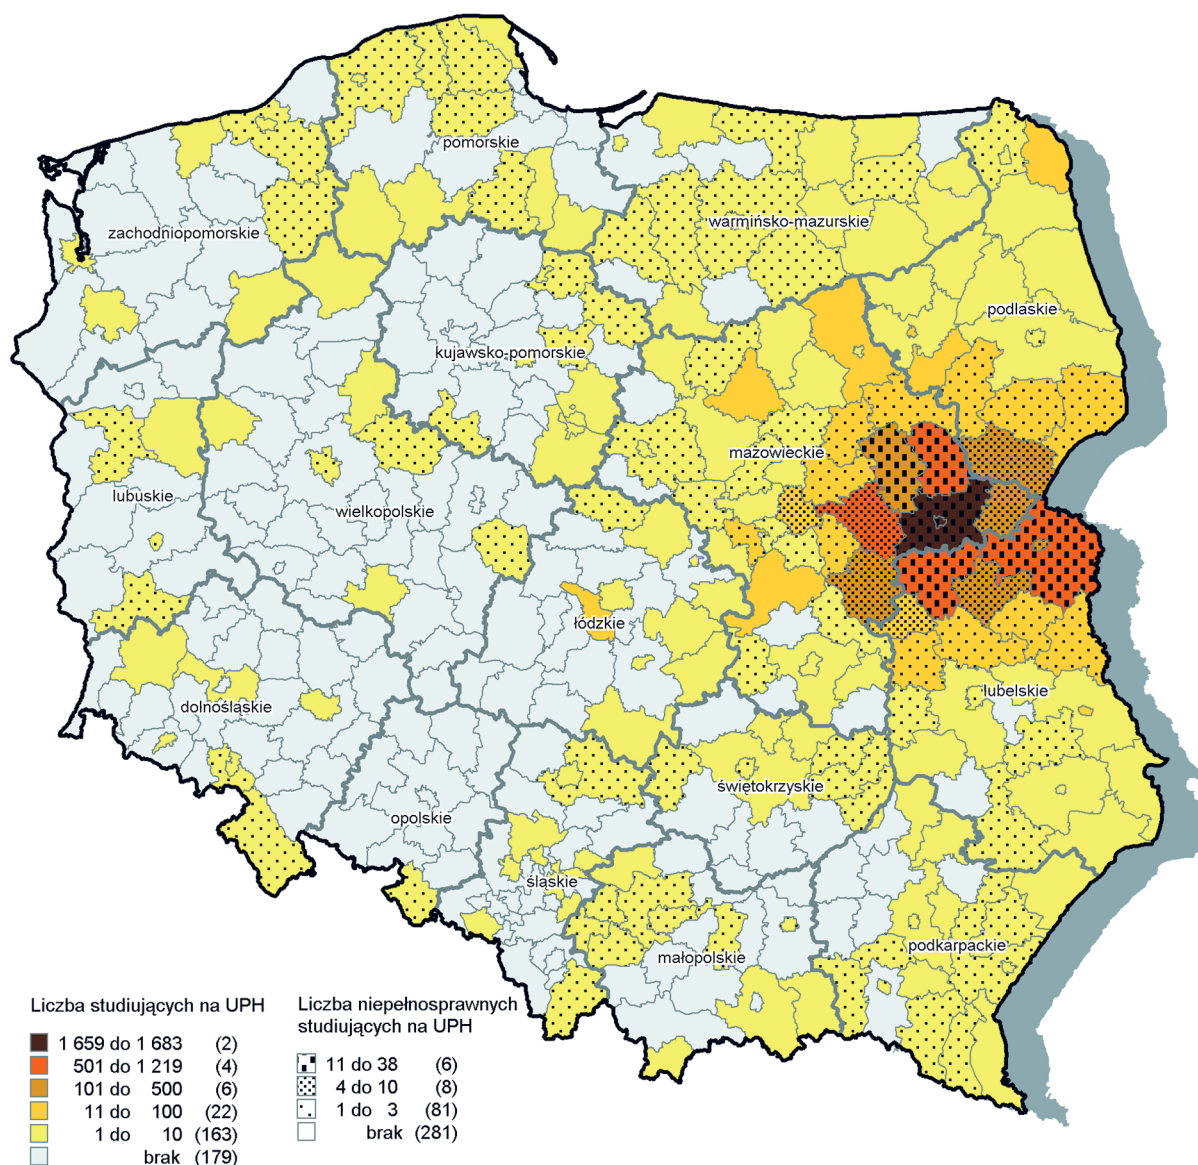 pomorskie
warmińsko-mazurskie
zachodniopomorskie
podlaskie
kujawsko-pomorskie
mazowieckie
lubuskie
wielkopolskie
łódzkie
lubelskie
dolnośląskie
świętokrzyskie
opolskie
śląskie
podkarpackie
małopolskie
Liczba studiujących na UPH
1 659 do 1 683 (2)
501 do 1 219 (4)
101 do 500 (6)
11 do 100 (22)
1 do 10 (163)
brak (179)
Liczba niepełnosprawnych
studiujących na UPH
11 do 38 (6)
4 do 10 (8)
1 do 3 (81)
brak (281)